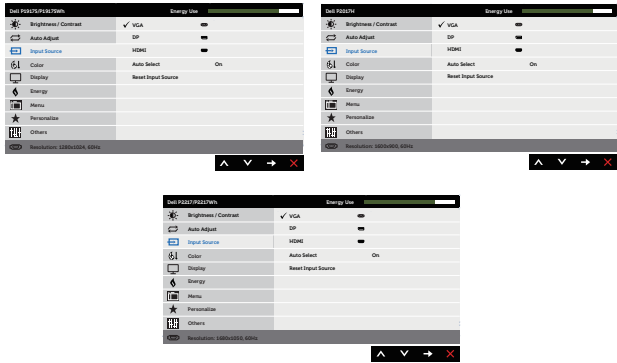 Dell P1917S/P1917SWh Energy Use
Brightness / Contrast ✓ VGA
Auto Adjust DP
Input Source HDMI
Color Auto Select On
Display Reset Input Source
Energy
Menu
Personalize
Others
Resolution: 1280x1024, 60Hz
Dell P2017H Energy Use
Brightness / Contrast ✓ VGA
Auto Adjust DP
Input Source HDMI
Color Auto Select On
Display Reset Input Source
Energy
Menu
Personalize
Others
Resolution: 1600x900, 60Hz
Dell P2217/P2217Wh Energy Use
Brightness / Contrast ✓ VGA
Auto Adjust DP
Input Source HDMI
Color Auto Select On
Display Reset Input Source
Energy
Menu
Personalize
Others
Resolution: 1680x1050, 60Hz